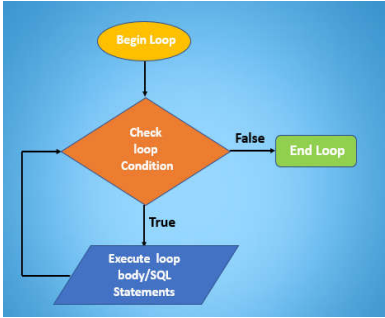 Begin Loop
Check
loop
Condition
False
End Loop
True
Execute loop
body/SQL
Statements